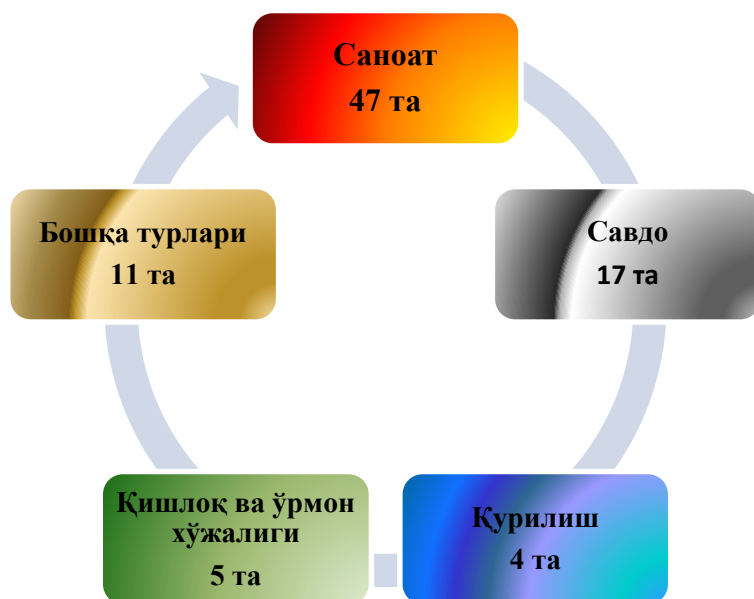 Саноат
47 та
Савдо
17 та
Қурилиш
4 та
Қишлоқ ва ўрмон
хўжалиги
5 та
Бошқа турлари
11 та